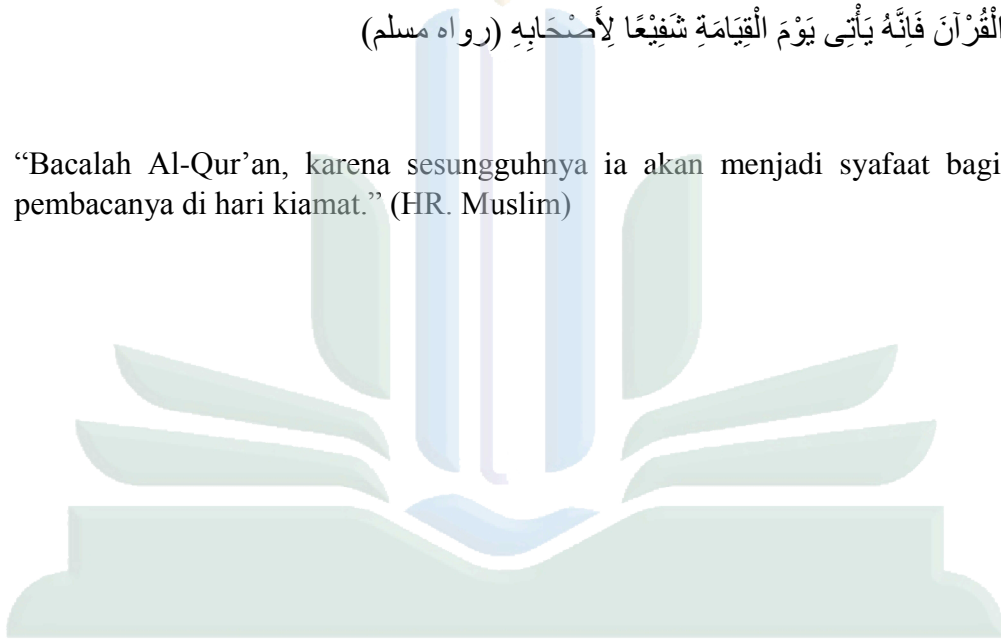 الْقُرْآنَ فَاِنَّهُ يَأْتِى يَوْمَ الْقِيَامَةِ شَفِيْعًا لِأَصْحَابِهِ (رواه مسلم)
“Bacalah Al-Qur’an, karena sesungguhnya ia akan menjadi syafaat bagi
pembacanya di hari kiamat.” (HR. Muslim)